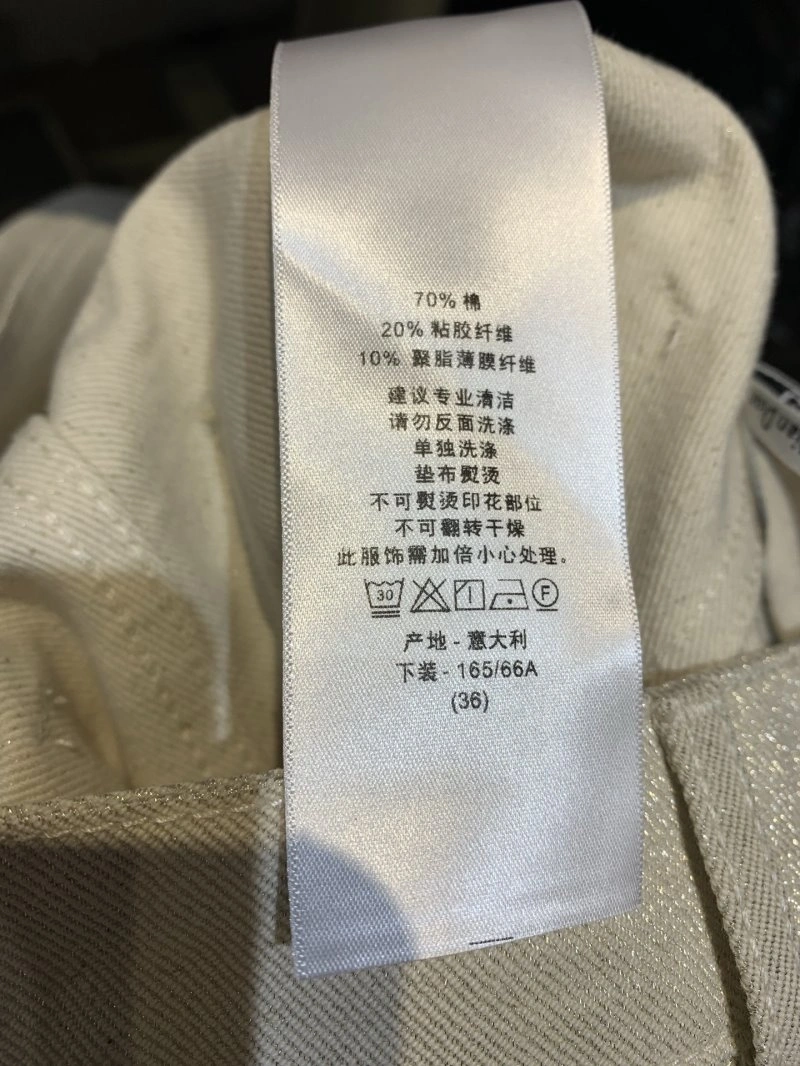 70% 棉
20% 粘胶纤维
10% 聚脂薄膜纤维
建议专业清洁
请勿反面洗涤
单独洗涤
垫布熨烫
不可熨烫印花部位
不可翻转干燥
此服饰需加倍小心处理。
30
F
产地 - 意大利
下装 - 165/66A
(36)